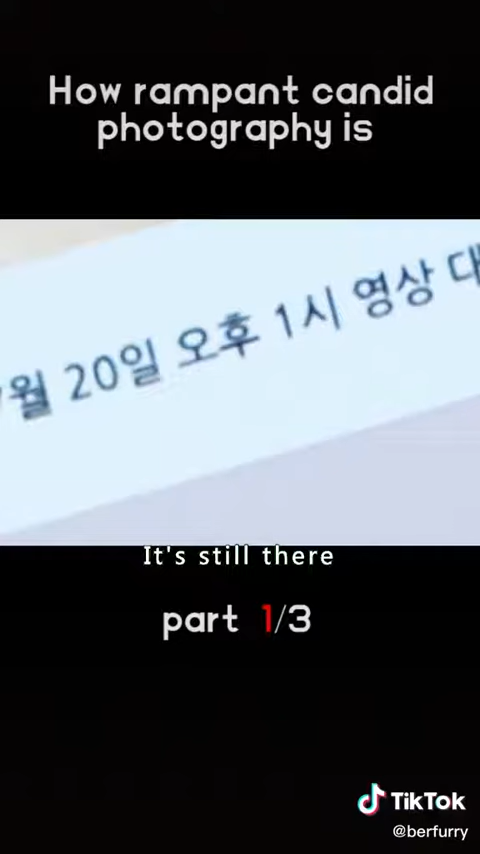 How rampant candid
photography is
월 20일 오후 1시 영상
It's still there
part 1/3
TikTok
@berfurry